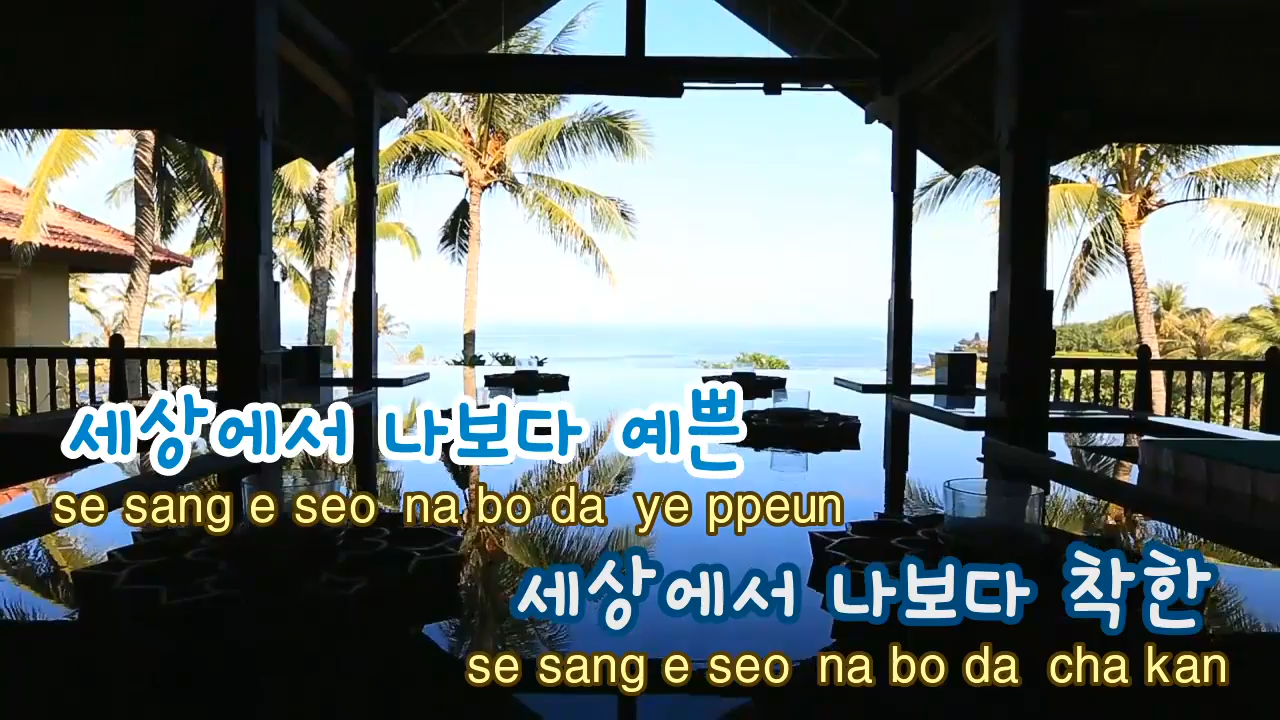 세상에서 나보다 예쁜
se sang e seo na bo da ye ppeun
세상에서 나보다 착한
se sang e seo na bo da cha kan